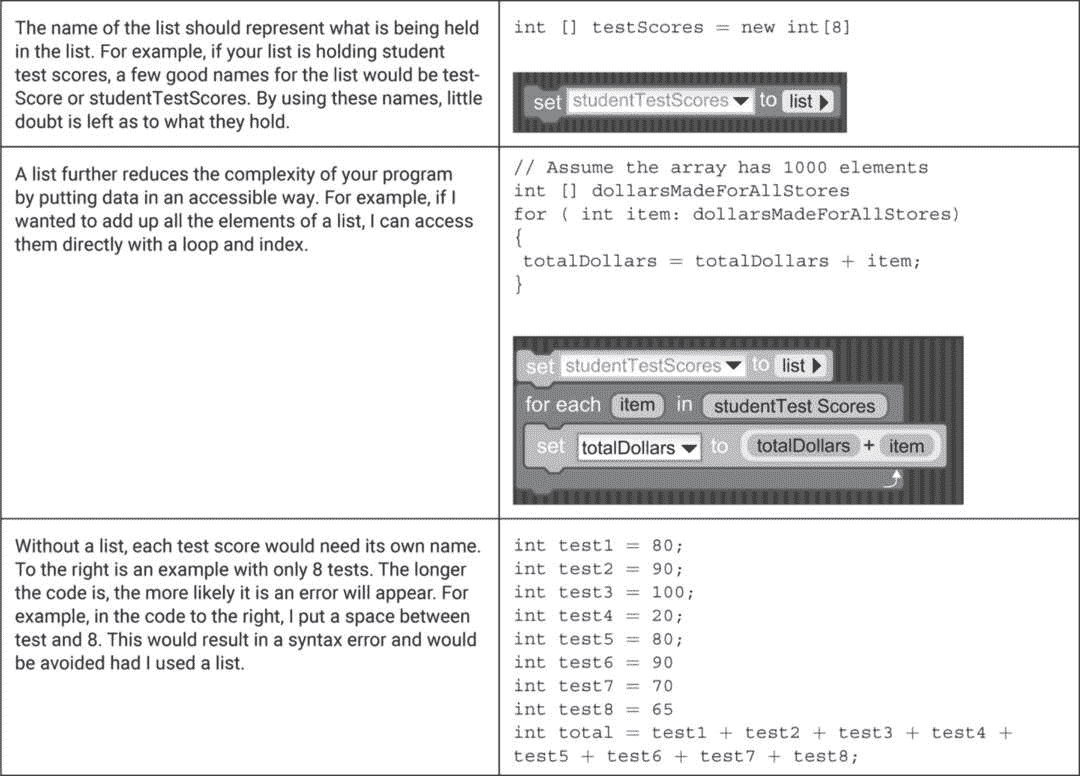 The name of the list should represent what is being held
in the list. For example, if your list is holding student
test scores, a few good names for the list would be test-
Score or studentTestScores. By using these names, little
doubt is left as to what they hold.
int [] testScores = new int[8]
set studentTestScores to list
A list further reduces the complexity of your program
by putting data in an accessible way. For example, if I
wanted to add up all the elements of a list, I can access
them directly with a loop and index.
// Assume the array has 1000 elements
int [] dollarsMadeForAllStores
for ( int item: dollarsMadeForAllStores)
{
totalDollars = totalDollars + item;
}
set studentTestScores to list
for each item in studentTest Scores
set totalDollars to totalDollars + item
Without a list, each test score would need its own name.
To the right is an example with only 8 tests. The longer
the code is, the more likely it is an error will appear. For
example, in the code to the right, I put a space between
test and 8. This would result in a syntax error and would
be avoided had I used a list.
int test1 = 80;
int test2 = 90;
int test3 = 100;
int test4 = 20;
int test5 = 80;
int test6 = 90
int test7 = 70
int test8 = 65
int total = test1 + test2 + test3 + test4 +
test5 + test6 + test7 + test8;